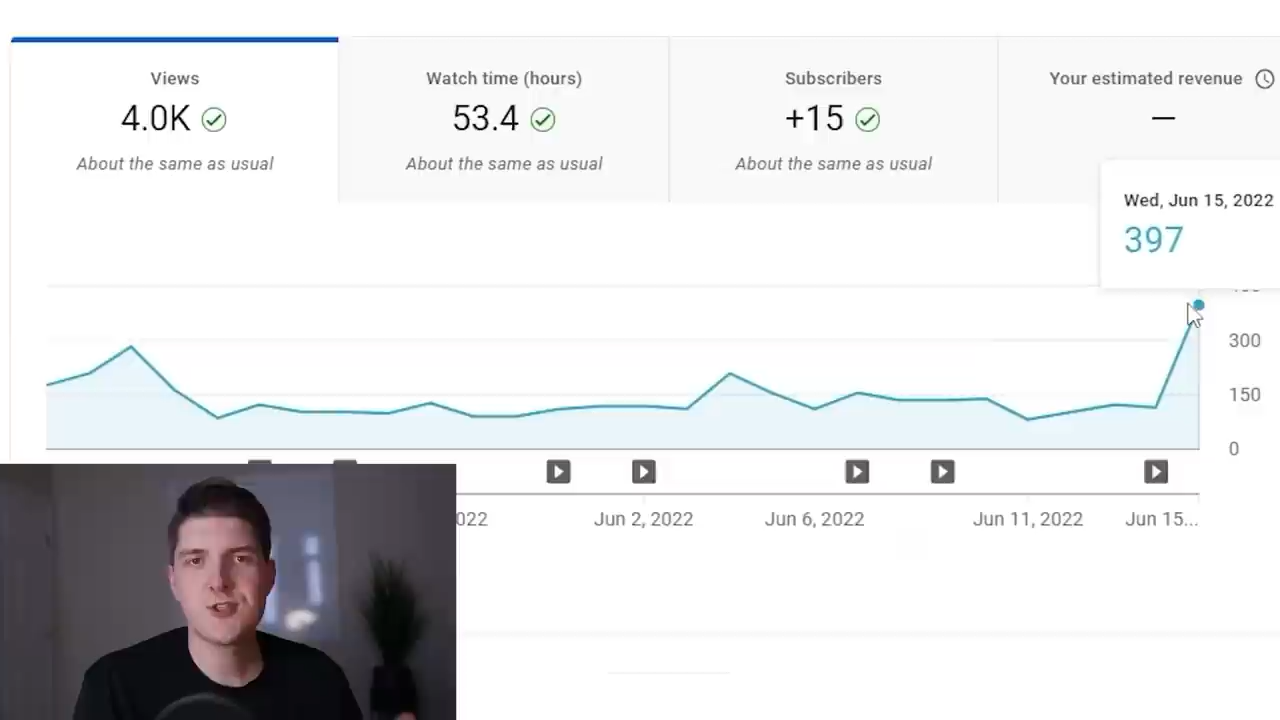 Views
4.0K
About the same as usual
Watch time (hours)
53.4
About the same as usual
Subscribers
+15
About the same as usual
Your estimated revenue
—
Wed, Jun 15, 2022
397
300
150
0
022
Jun 2, 2022
Jun 6, 2022
Jun 11, 2022
Jun 15...